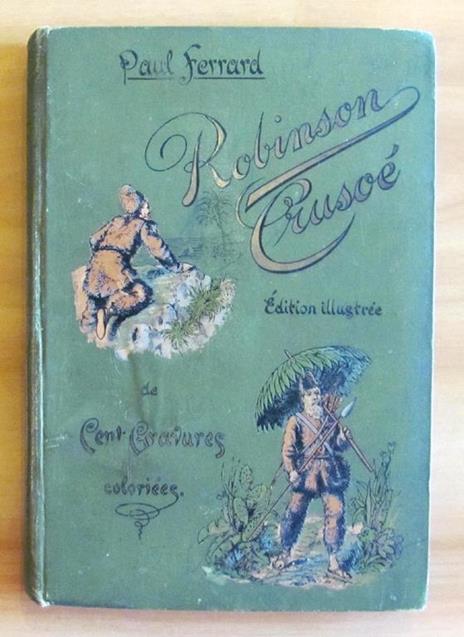 Paul Ferrard
Robinson
Crusoé
Édition illustrée
de
Cent Gravures
coloriées.